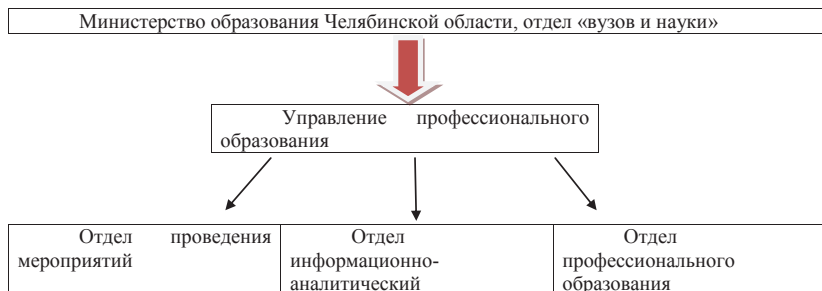 Министерство образования Челябинской области, отдел «вузов и науки»
Управление профессионального
образования
Отдел проведения
мероприятий
Отдел
информационно-
аналитический
Отдел
профессионального
образования